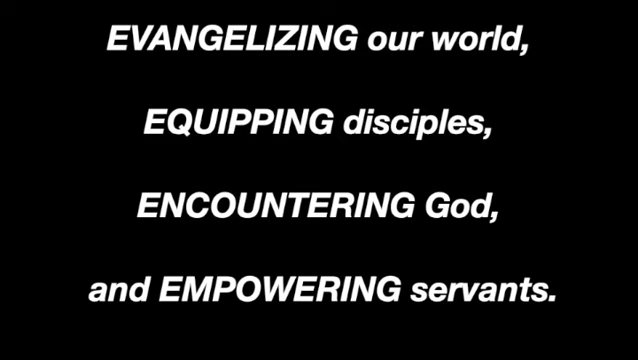 EVANGELIZING our world,
EQUIPPING disciples,
ENCOUNTERING God,
and EMPOWERING servants.